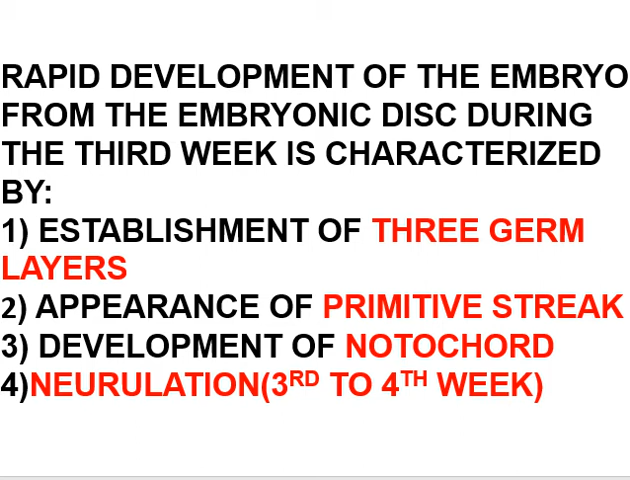 RAPID DEVELOPMENT OF THE EMBRYO
FROM THE EMBRYONIC DISC DURING
THE THIRD WEEK IS CHARACTERIZED
BY:
1) ESTABLISHMENT OF THREE GERM
LAYERS
2) APPEARANCE OF PRIMITIVE STREAK
3) DEVELOPMENT OF NOTOCHORD
4)NEURULATION(3RD TO 4TH WEEK)